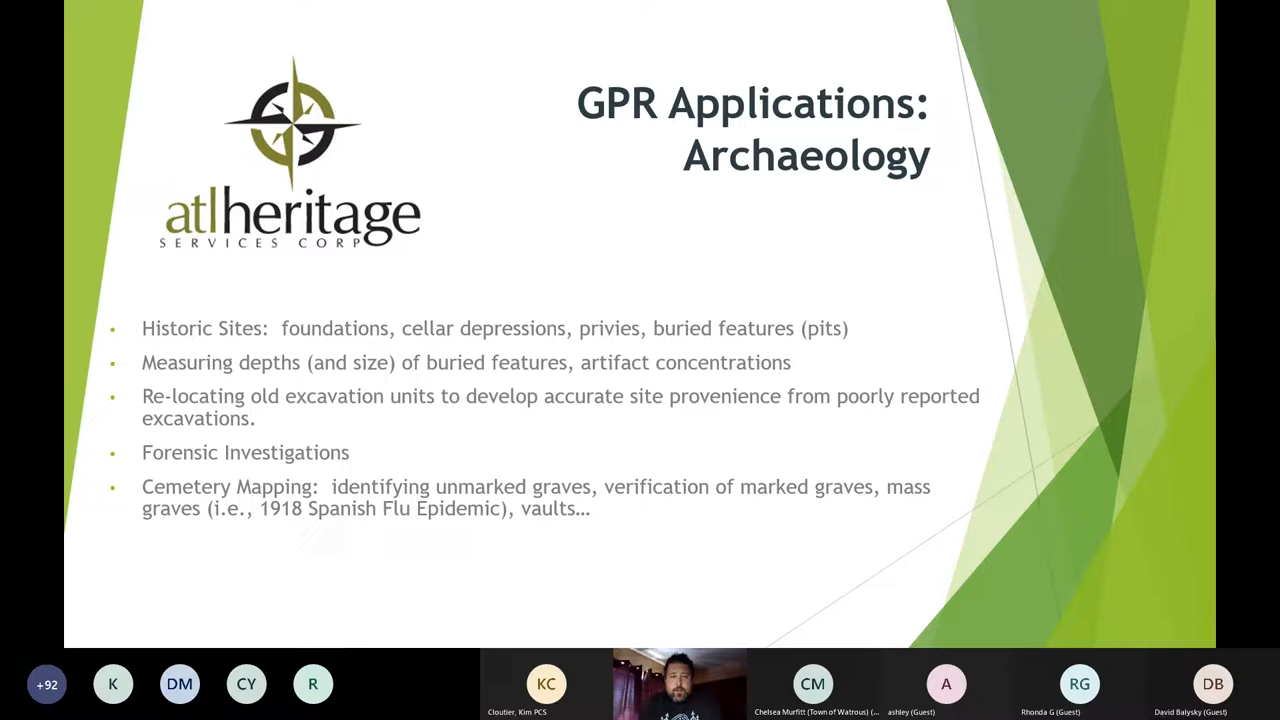 GPR Applications:
Archaeology
atlheritage
SERVICES CORP
• Historic Sites:  foundations, cellar depressions, privies, buried features (pits)
• Measuring depths (and size) of buried features, artifact concentrations
• Re-locating old excavation units to develop accurate site provenience from poorly reported
excavations.
• Forensic Investigations
• Cemetery Mapping:  identifying unmarked graves, verification of marked graves, mass
graves (i.e., 1918 Spanish Flu Epidemic), vaults...
+92
K
DM
CY
R
KC
CM
A
RG
DB
Cloutier, Kim PCS
Chelsea Murfitt (Town of Watrous) (...
ashley (Guest)
Rhonda G (Guest)
David Balysky (Guest)